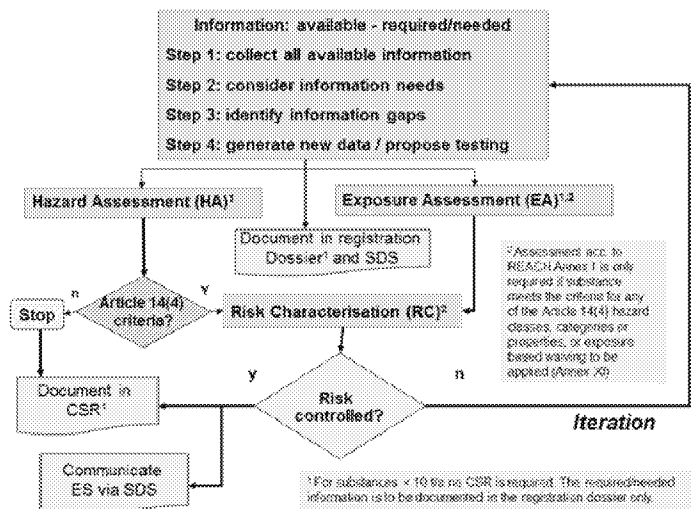 Information: available - required/needed
Step 1: collect all available information
Step 2: consider information needs
Step 3: identify information gaps
Step 4: generate new data / propose testing
Hazard Assessment (HA)¹
Exposure Assessment (EA)¹,²
Document in registration
Dossier¹ and SDS
² Assessment acc. to
REACH Annex 1 is only
required if substance
meets the criteria for any
of the Article 14(4) hazard
classes, categories or
properties, or exposure
based waiving to be
applied (Annex XI)
n
Article 14(4)
criteria?
Y
Stop
Risk Characterisation (RC)²
Document in
CSR¹
y
Risk
controlled?
n
Iteration
Communicate
ES via SDS
¹ For substances < 10 t/a no CSR is required. The required/needed
information is to be documented in the registration dossier only.